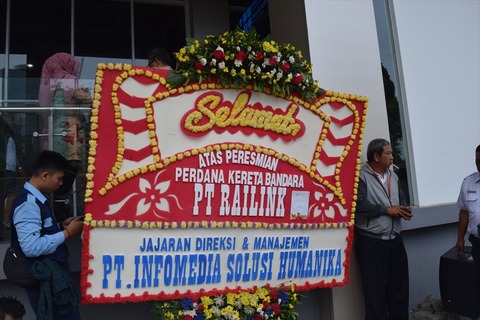 Selamat
ATAS PERESMIAN
PERDANA KERETA BANDARA
PT RAILINK
JAJARAN DIREKSI & MANAJEMEN
PT. INFOMEDIA SOLUSI HUMANIKA